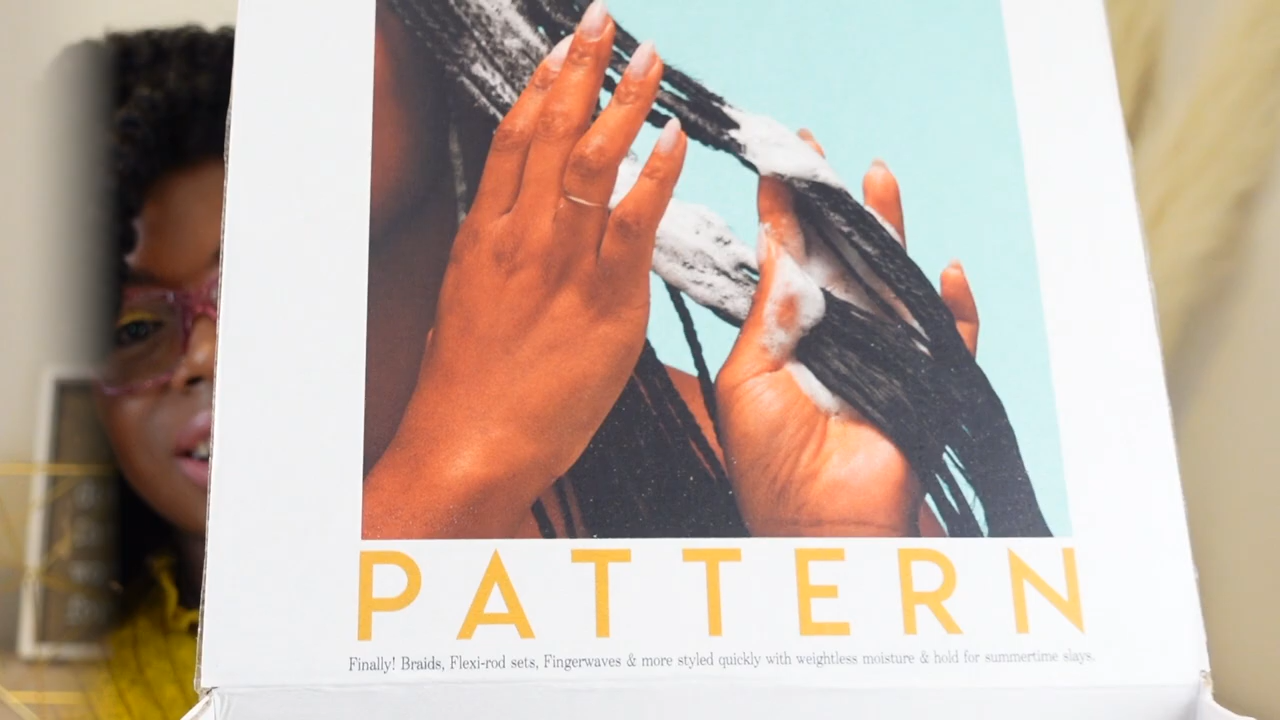 PATTERN
Finally! Braids, Flexi-rod sets, Fingerwaves & more styled quickly with weightless moisture & hold for summertime slays.